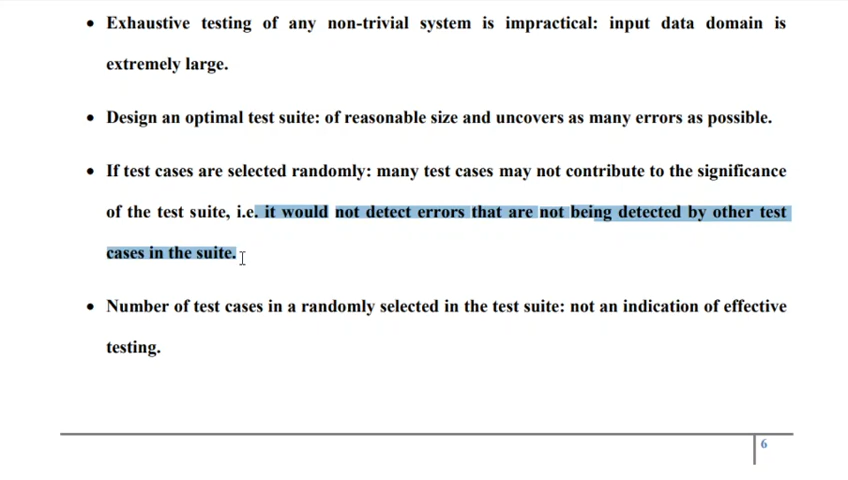 • Exhaustive testing of any non-trivial system is impractical: input data domain is
extremely large.
• Design an optimal test suite: of reasonable size and uncovers as many errors as possible.
• If test cases are selected randomly: many test cases may not contribute to the significance
of the test suite, i.e. it would not detect errors that are not being detected by other test
cases in the suite.
• Number of test cases in a randomly selected in the test suite: not an indication of effective
testing.
6